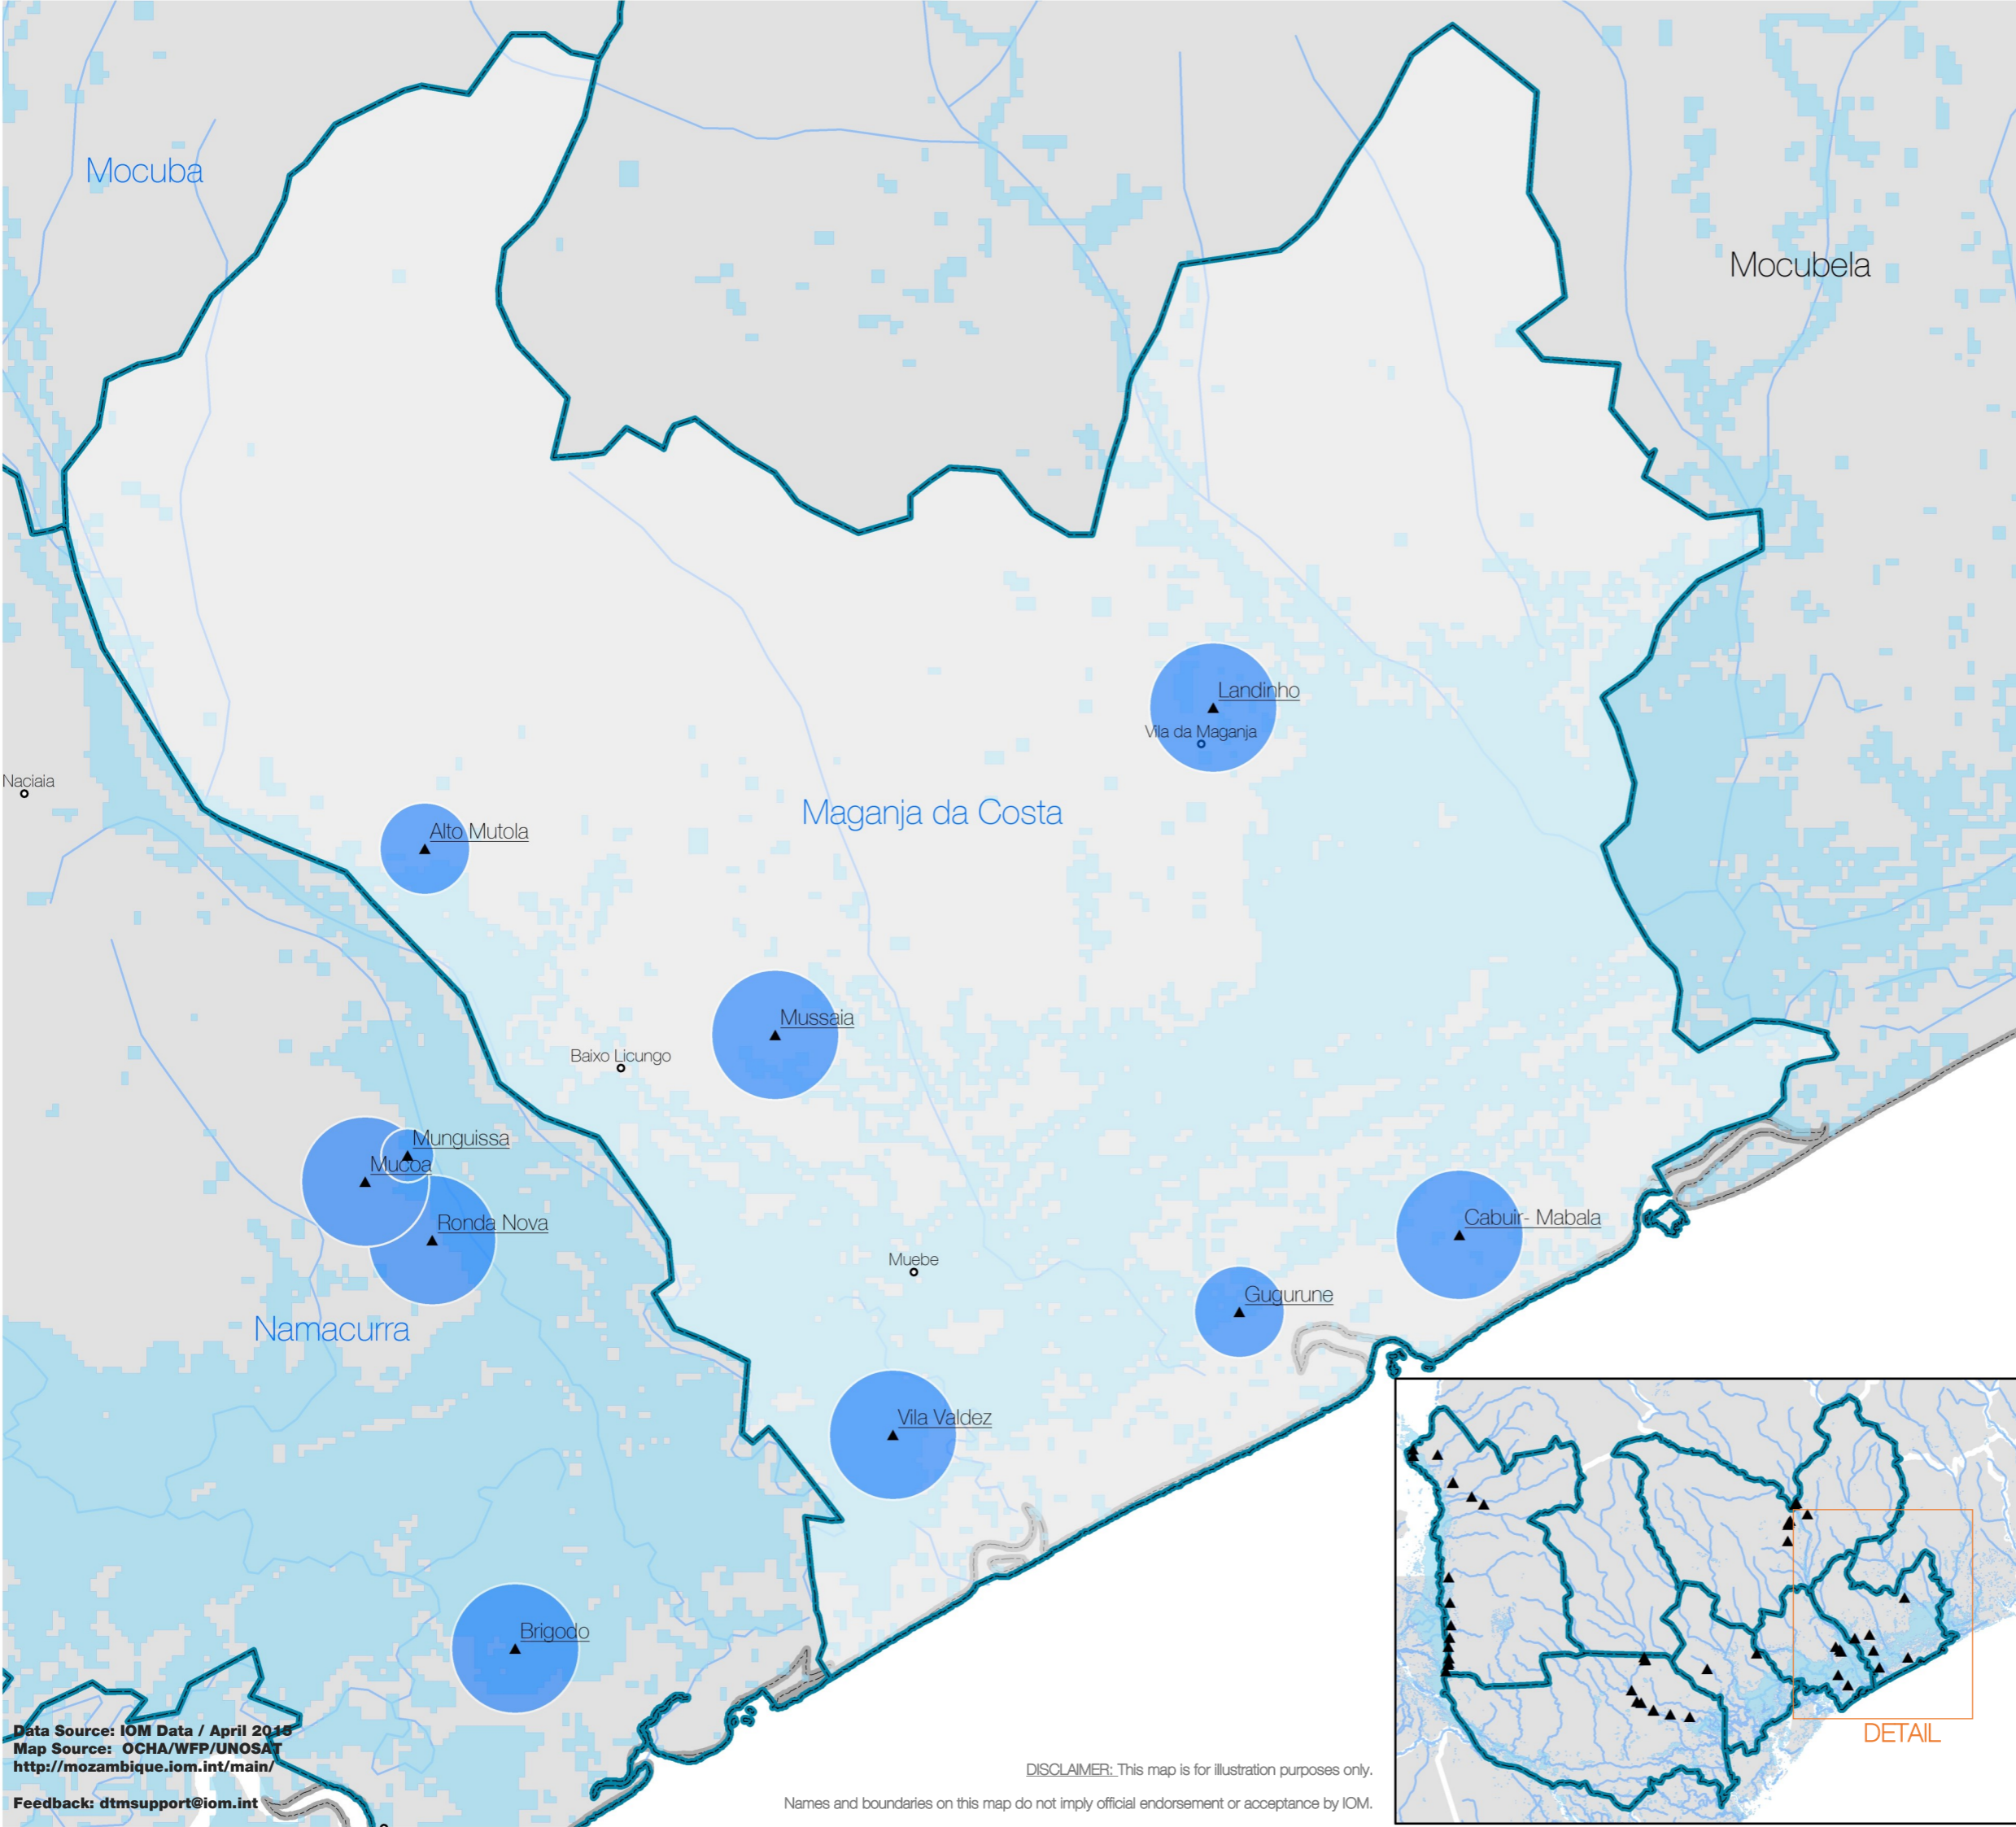 Mocuba
Mocubela
Landinho
Vila da Maganja
Naciaia
Maganja da Costa
Alto Mutola
Mussaia
Baixo Licungo
Munguissa
Mucoa
Ronda Nova
Cabuir- Mabala
Muebe
Gugurune
Namacurra
Vila Valdez
Brigodo
DETAIL
Data Source: IOM Data / April 2015
Map Source: OCHA/WFP/UNOSAT
http://mozambique.iom.int/main/
Feedback: dtmsupport@iom.int
DISCLAIMER: This map is for illustration purposes only.
Names and boundaries on this map do not imply official endorsement or acceptance by IOM.